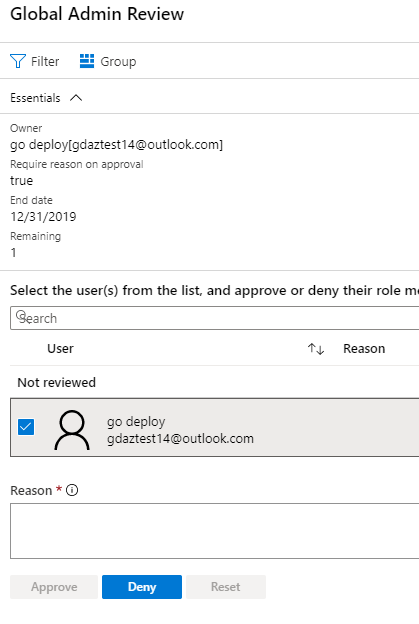 Global Admin Review
Filter Group
Essentials
Owner
go deploy[gdaztest14@outlook.com]
Require reason on approval
true
End date
12/31/2019
Remaining
1
Select the user(s) from the list, and approve or deny their role m
Search
User Reason
Not reviewed
go deploy
gdaztest14@outlook.com
Reason *
Approve Deny Reset